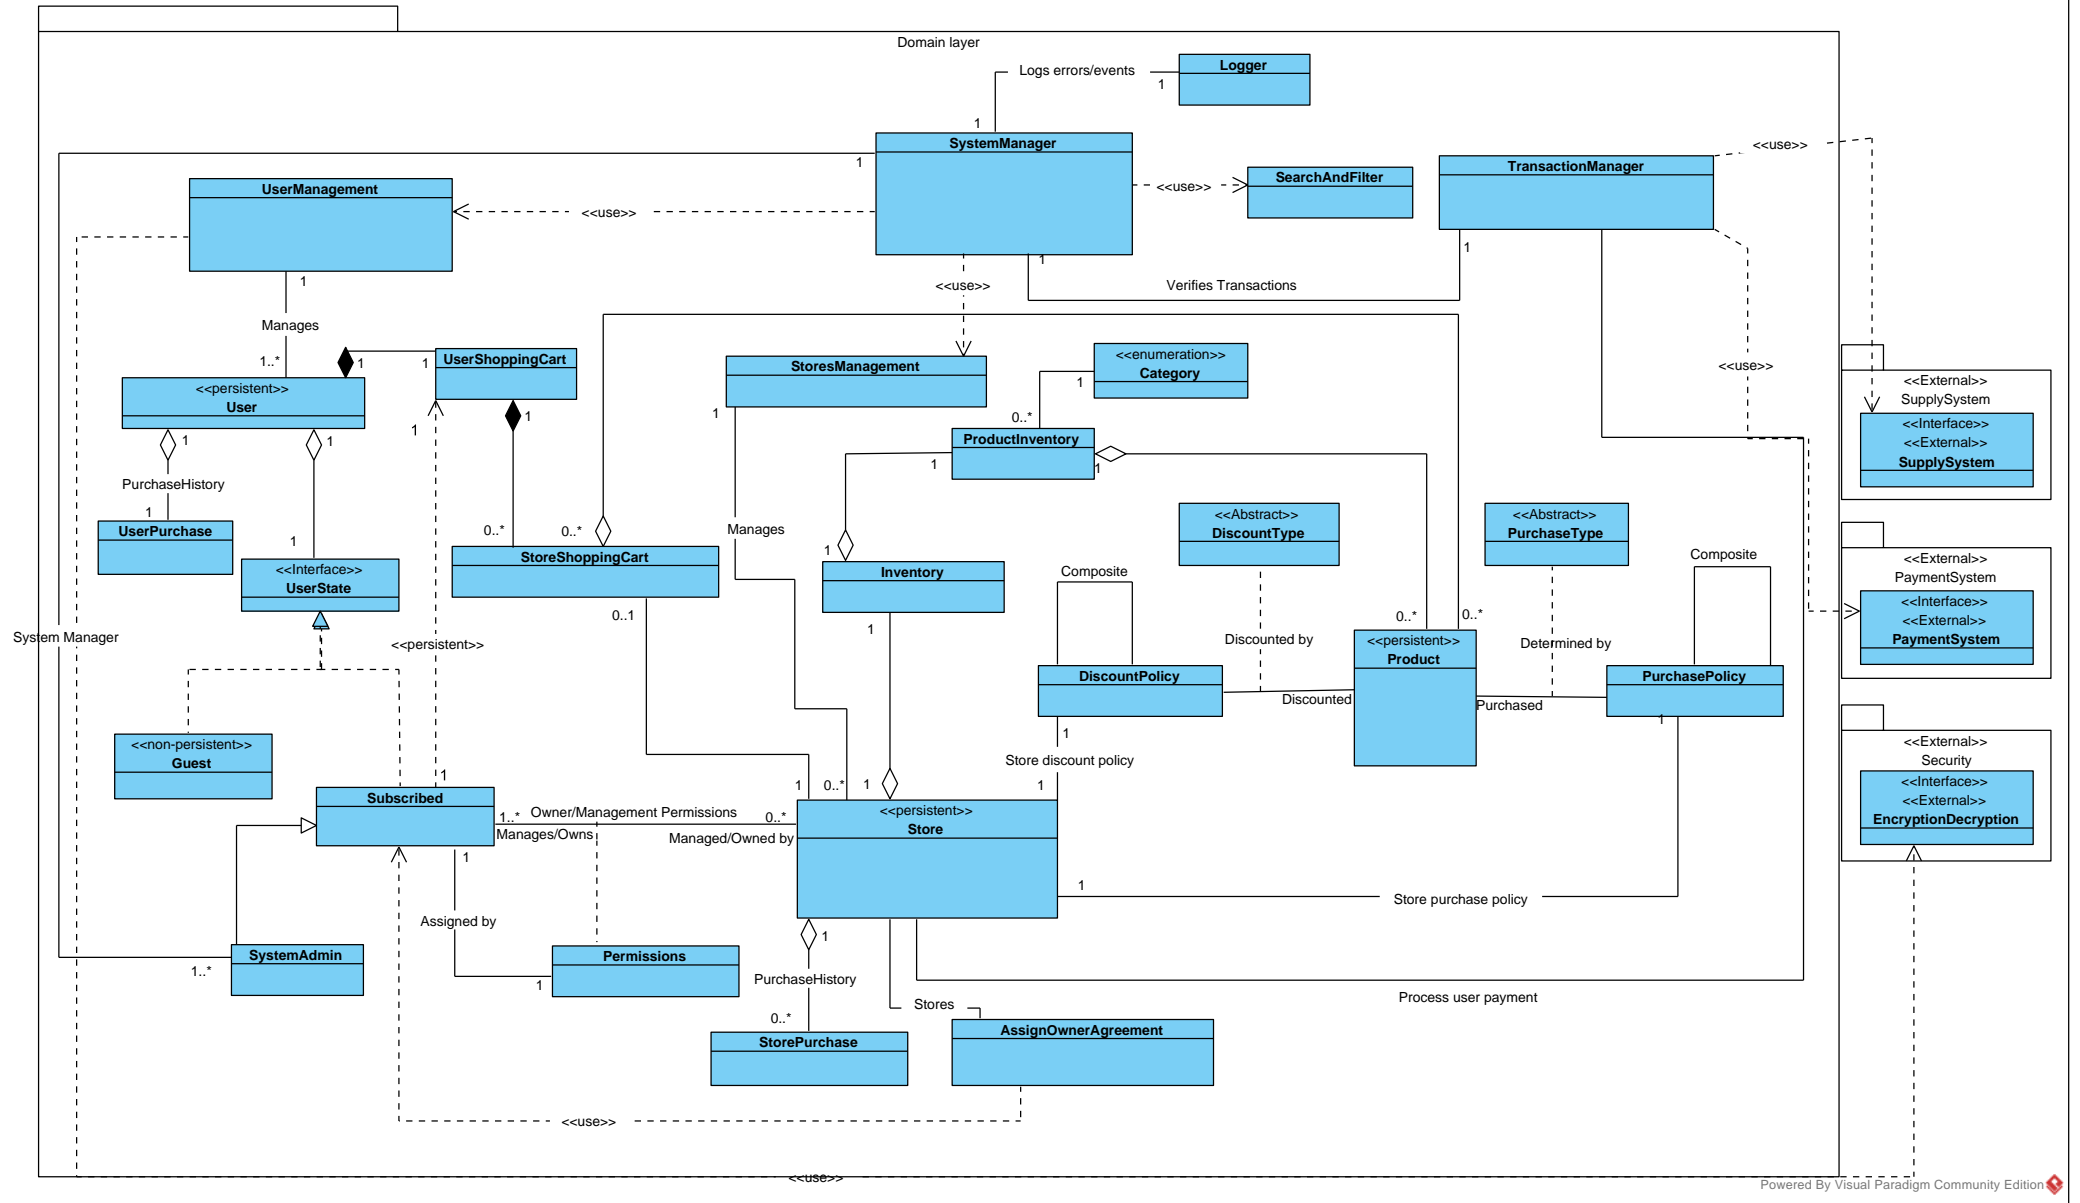 Domain layer
Logger
Logs errors/events
1
1
SystemManager
1
TransactionManager
<<use>>
SearchAndFilter
<<use>>
UserManagement
<<use>>
1
1
<<use>>
Verifies Transactions
1
Manages
1..*
<<persistent>>
User
1
1
UserShoppingCart
1
StoresManagement
1
<<enumeration>>
Category
1
0..*
<<use>>
<<External>>
SupplySystem
<<Interface>>
<<External>>
SupplySystem
1
1
1
ProductInventory
1
1
PurchaseHistory
1
UserPurchase
1
<<Interface>>
UserState
0..*
0..*
StoreShoppingCart
0..1
Manages
1
Inventory
1
<<Abstract>>
DiscountType
<<Abstract>>
PurchaseType
Composite
Composite
<<External>>
PaymentSystem
<<Interface>>
<<External>>
PaymentSystem
System Manager
<<persistent>>
Discounted by
0..*
0..*
<<persistent>>
Product
Determined by
DiscountPolicy
Discounted
Purchased
PurchasePolicy
1
1
Store discount policy
1
<<non-persistent>>
Guest
1
Subscribed
1..*
Owner/Management Permissions
0..*
Manages/Owns
Managed/Owned by
1
0..*
1
<<persistent>>
Store
<<External>>
Security
<<Interface>>
<<External>>
EncryptionDecryption
1
1
Store purchase policy
Assigned by
1
SystemAdmin
1..*
Permissions
1
PurchaseHistory
0..*
StorePurchase
Stores
AssignOwnerAgreement
Process user payment
<<use>>
<<use>>
Powered By Visual Paradigm Community Edition